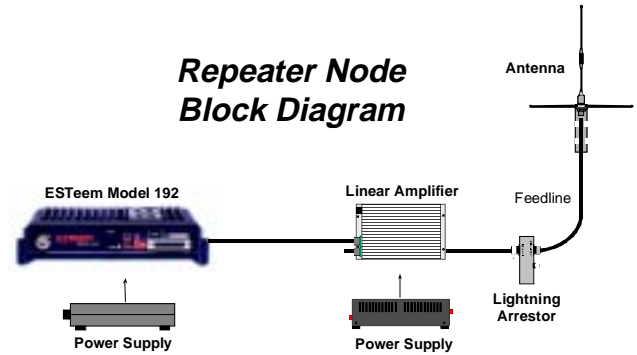 Repeater Node
Block Diagram
Antenna
ESTeem Model 192
Linear Amplifier
Feedline
Lightning
Arrestor
Power Supply
Power Supply